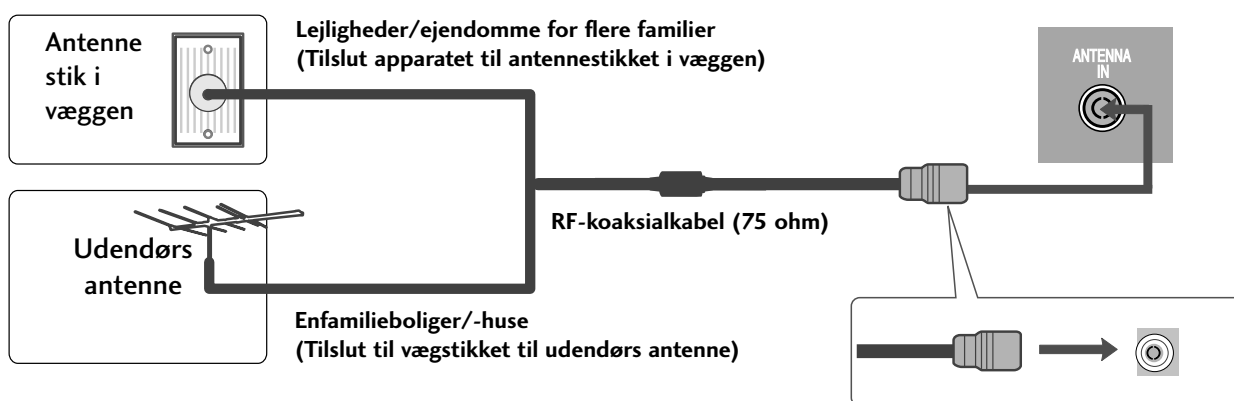 Antenne
stik i
væggen
Lejligheder/ejendomme for flere familier
(Tilslut apparatet til antennestikket i væggen)
ANTENNA
IN
Udendørs
antenne
RF-koaksialkabel (75 ohm)
Enfamilieboliger/-huse
(Tilslut til vægstikket til udendørs antenne)